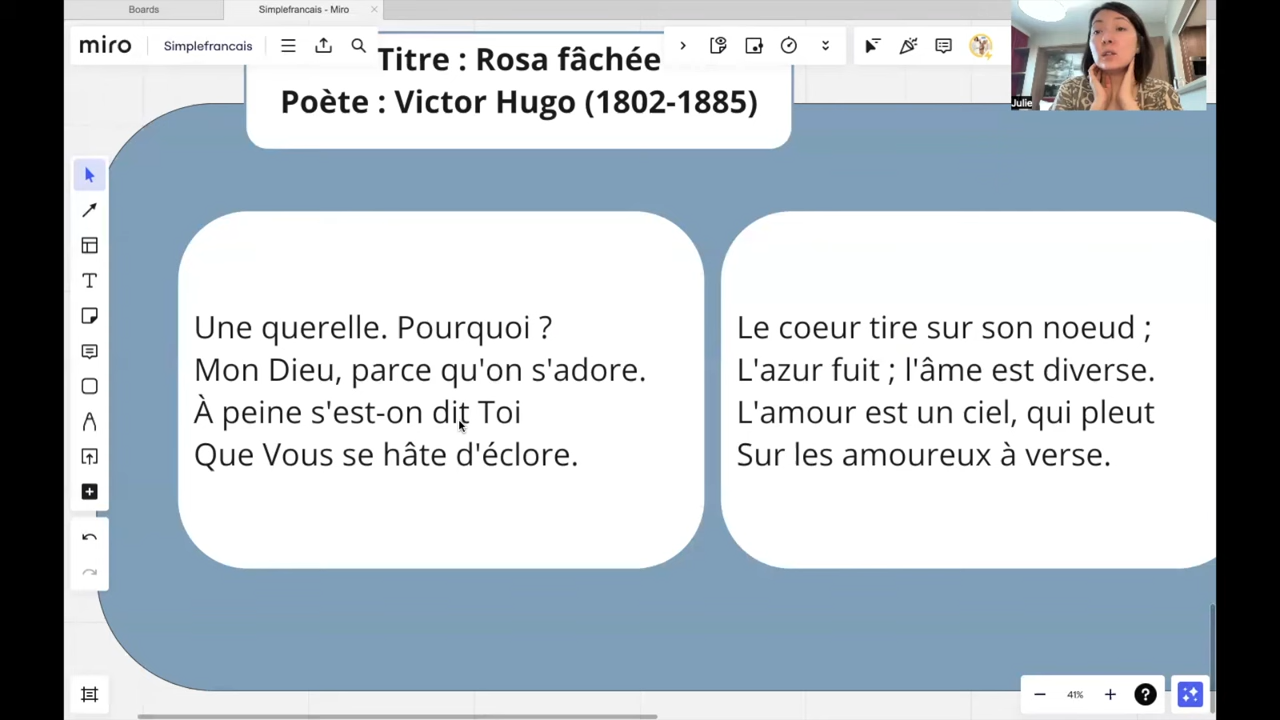 Boards
Simplefrancais - Miro
miro
Simplefrancais
Titre : Rosa fâchée
Poète : Victor Hugo (1802-1885)
Julie
Une querelle. Pourquoi ?
Mon Dieu, parce qu'on s'adore.
À peine s'est-on dit Toi
Que Vous se hâte d'éclore.
Le coeur tire sur son noeud ;
L'azur fuit ; l'âme est diverse.
L'amour est un ciel, qui pleut
Sur les amoureux à verse.
41%